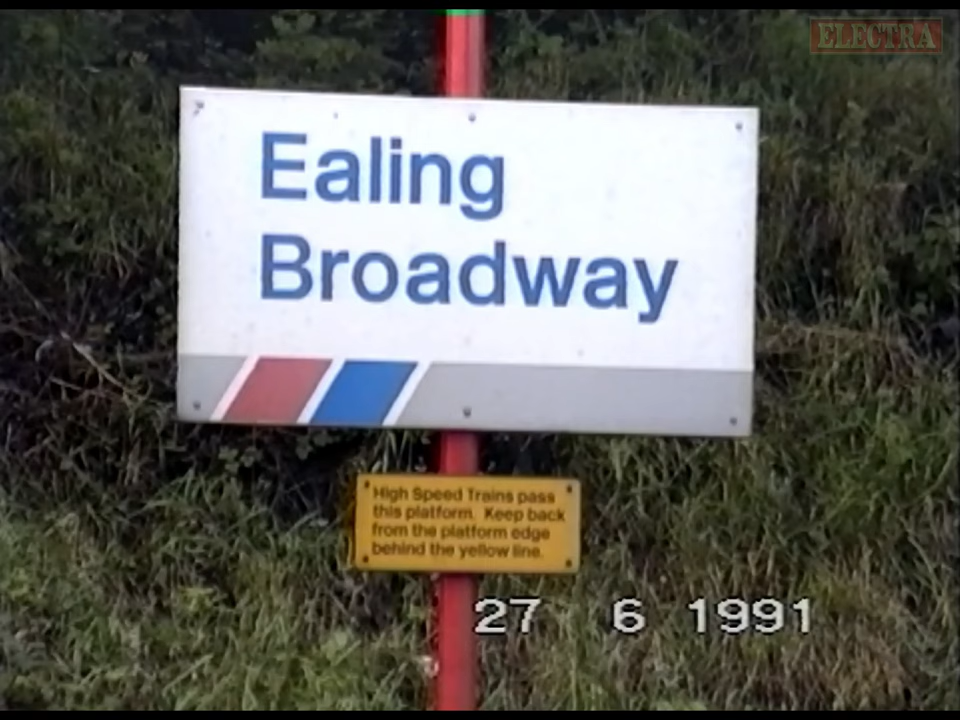 ELECTRA
Ealing
Broadway
High Speed Trains pass
this platform. Keep back
from the platform edge
behind the yellow line.
27 6 1991